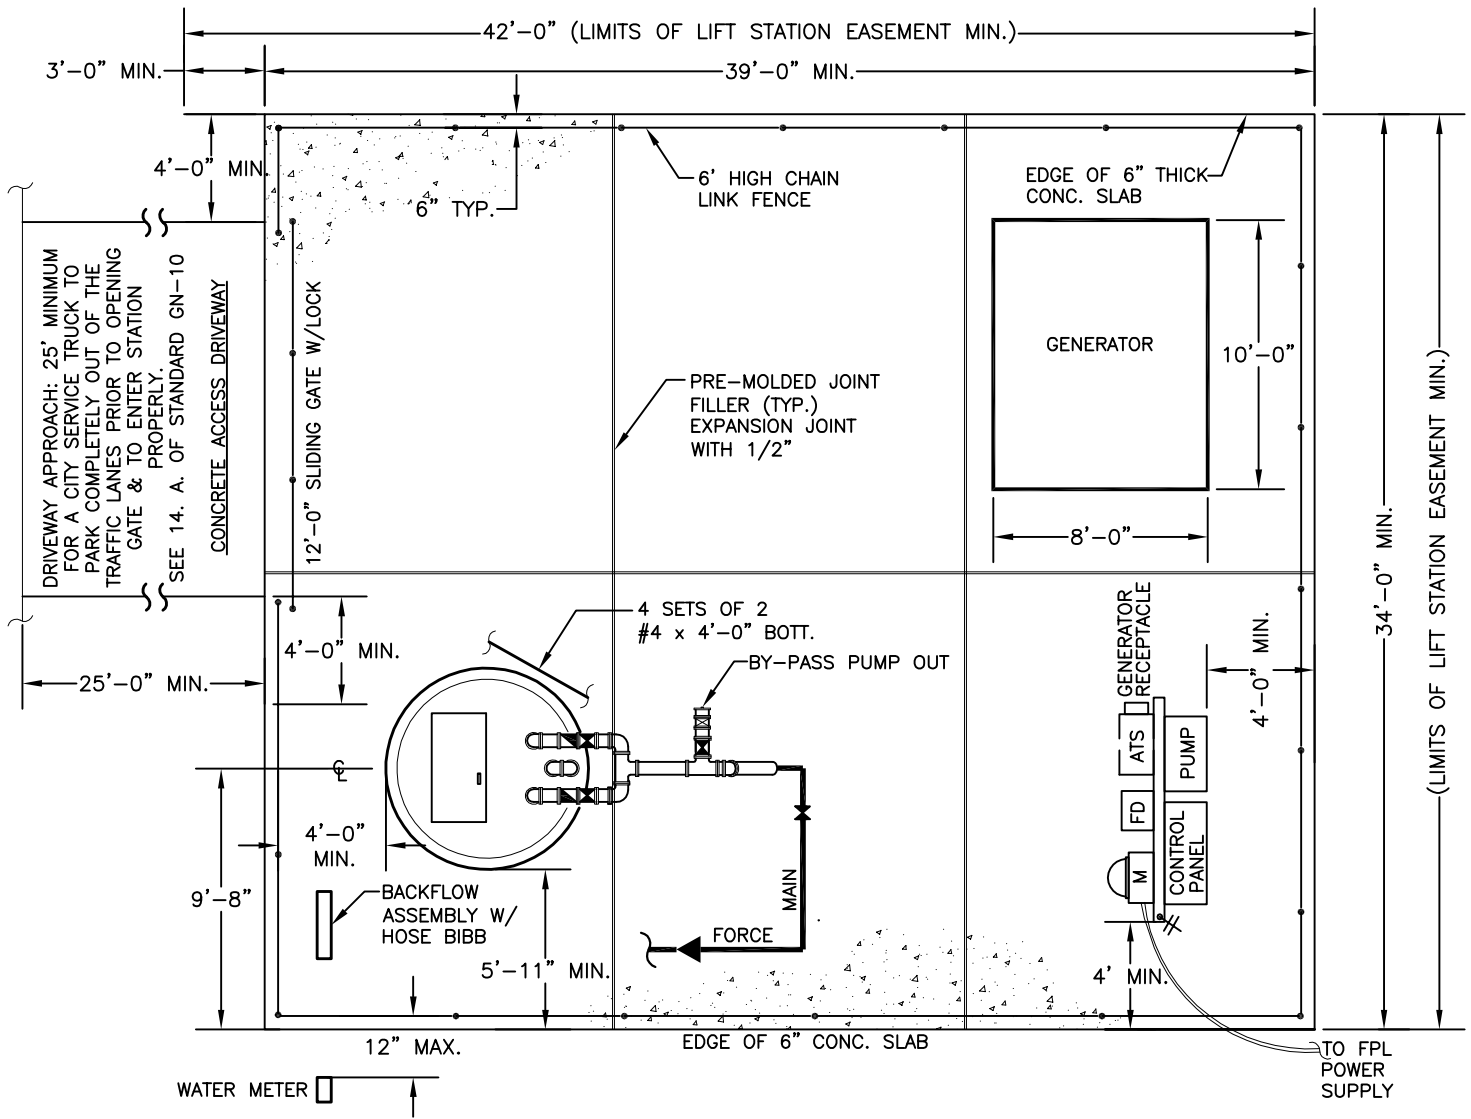 42'-0" (LIMITS OF LIFT STATION EASEMENT MIN.)
3'-0" MIN.
39'-0" MIN.
4'-0" MIN.
6" TYP.
6' HIGH CHAIN
LINK FENCE
EDGE OF 6" THICK
CONC. SLAB
DRIVEWAY APPROACH: 25' MINIMUM
FOR A CITY SERVICE TRUCK TO
PARK COMPLETELY OUT OF THE
TRAFFIC LANES PRIOR TO OPENING
GATE & TO ENTER STATION
PROPERLY.
SEE 14. A. OF STANDARD GN-10
CONCRETE ACCESS DRIVEWAY
12'-0" SLIDING GATE W/LOCK
GENERATOR
10'-0"
8'-0"
PRE-MOLDED JOINT
FILLER (TYP.)
EXPANSION JOINT
WITH 1/2"
34'-0" MIN.
(LIMITS OF LIFT STATION EASEMENT MIN.)
4 SETS OF 2
#4 x 4'-0" BOTT.
BY-PASS PUMP OUT
4'-0" MIN.
25'-0" MIN.
GENERATOR
RECEPTACLE
4'-0" MIN.
ATS
PUMP
FD
CONTROL
PANEL
M
CL
4'-0"
MIN.
9'-8"
BACKFLOW
ASSEMBLY W/
HOSE BIBB
MAIN
FORCE
5'-11" MIN.
4' MIN.
12" MAX.
EDGE OF 6" CONC. SLAB
WATER METER
TO FPL
POWER
SUPPLY